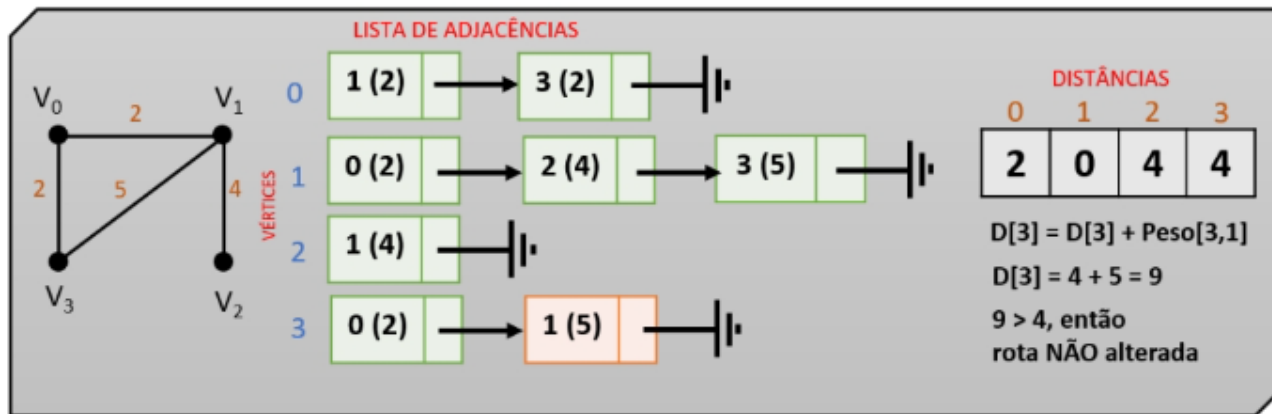 LISTA DE ADJACÊNCIAS
V0 2 V1
2 5 4
V3 V2
VÉRTICES
0 1 (2) 3 (2)
1 0 (2) 2 (4) 3 (5)
2 1 (4)
3 0 (2) 1 (5)
DISTÂNCIAS
0 1 2 3
2 0 4 4
D[3] = D[3] + Peso[3,1]
D[3] = 4 + 5 = 9
9 > 4, então
rota NÃO alterada